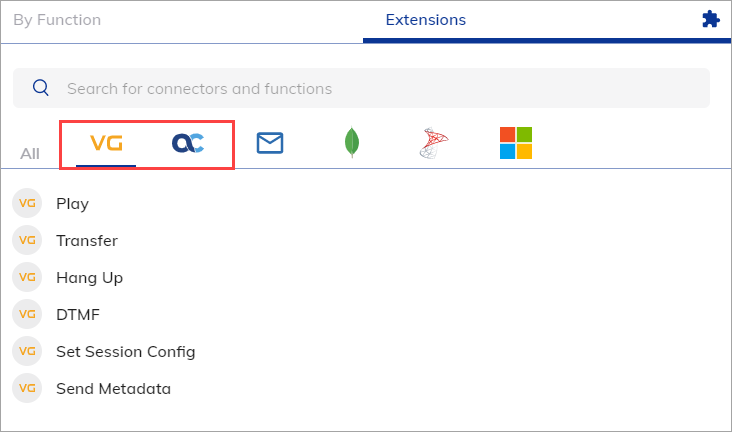 By Function Extensions
Search for connectors and functions
All VG
VG Play
VG Transfer
VG Hang Up
VG DTMF
VG Set Session Config
VG Send Metadata